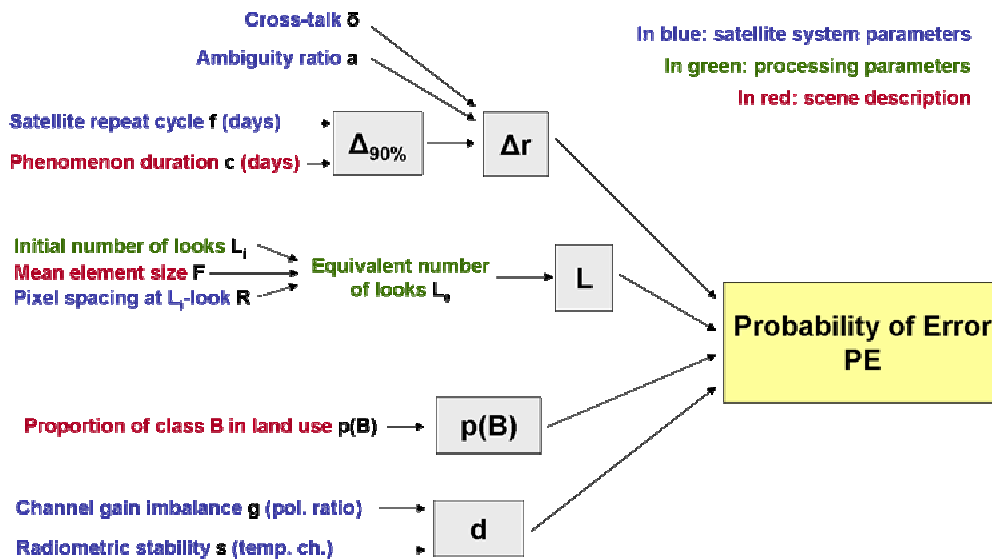 Cross-talk δ
Ambiguity ratio a
In blue: satellite system parameters
In green: processing parameters
In red: scene description
Satellite repeat cycle f (days)
Phenomenon duration c (days)
Δ90%
Δr
Initial number of looks Li
Mean element size F
Pixel spacing at Li-look R
Equivalent number
of looks Le
L
Probability of Error
PE
Proportion of class B in land use p(B)
p(B)
Channel gain imbalance g (pol. ratio)
Radiometric stability s (temp. ch.)
d